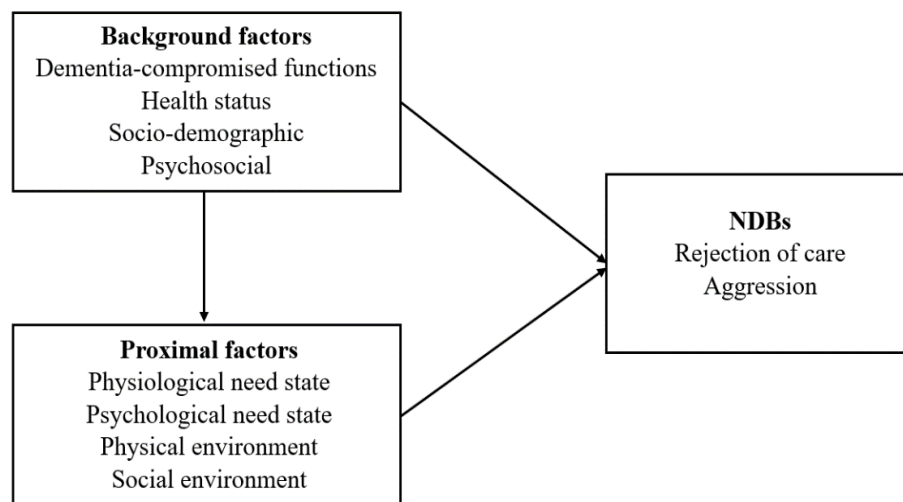 Background factors
Dementia-compromised functions
Health status
Socio-demographic
Psychosocial
NDBs
Rejection of care
Aggression
Proximal factors
Physiological need state
Psychological need state
Physical environment
Social environment